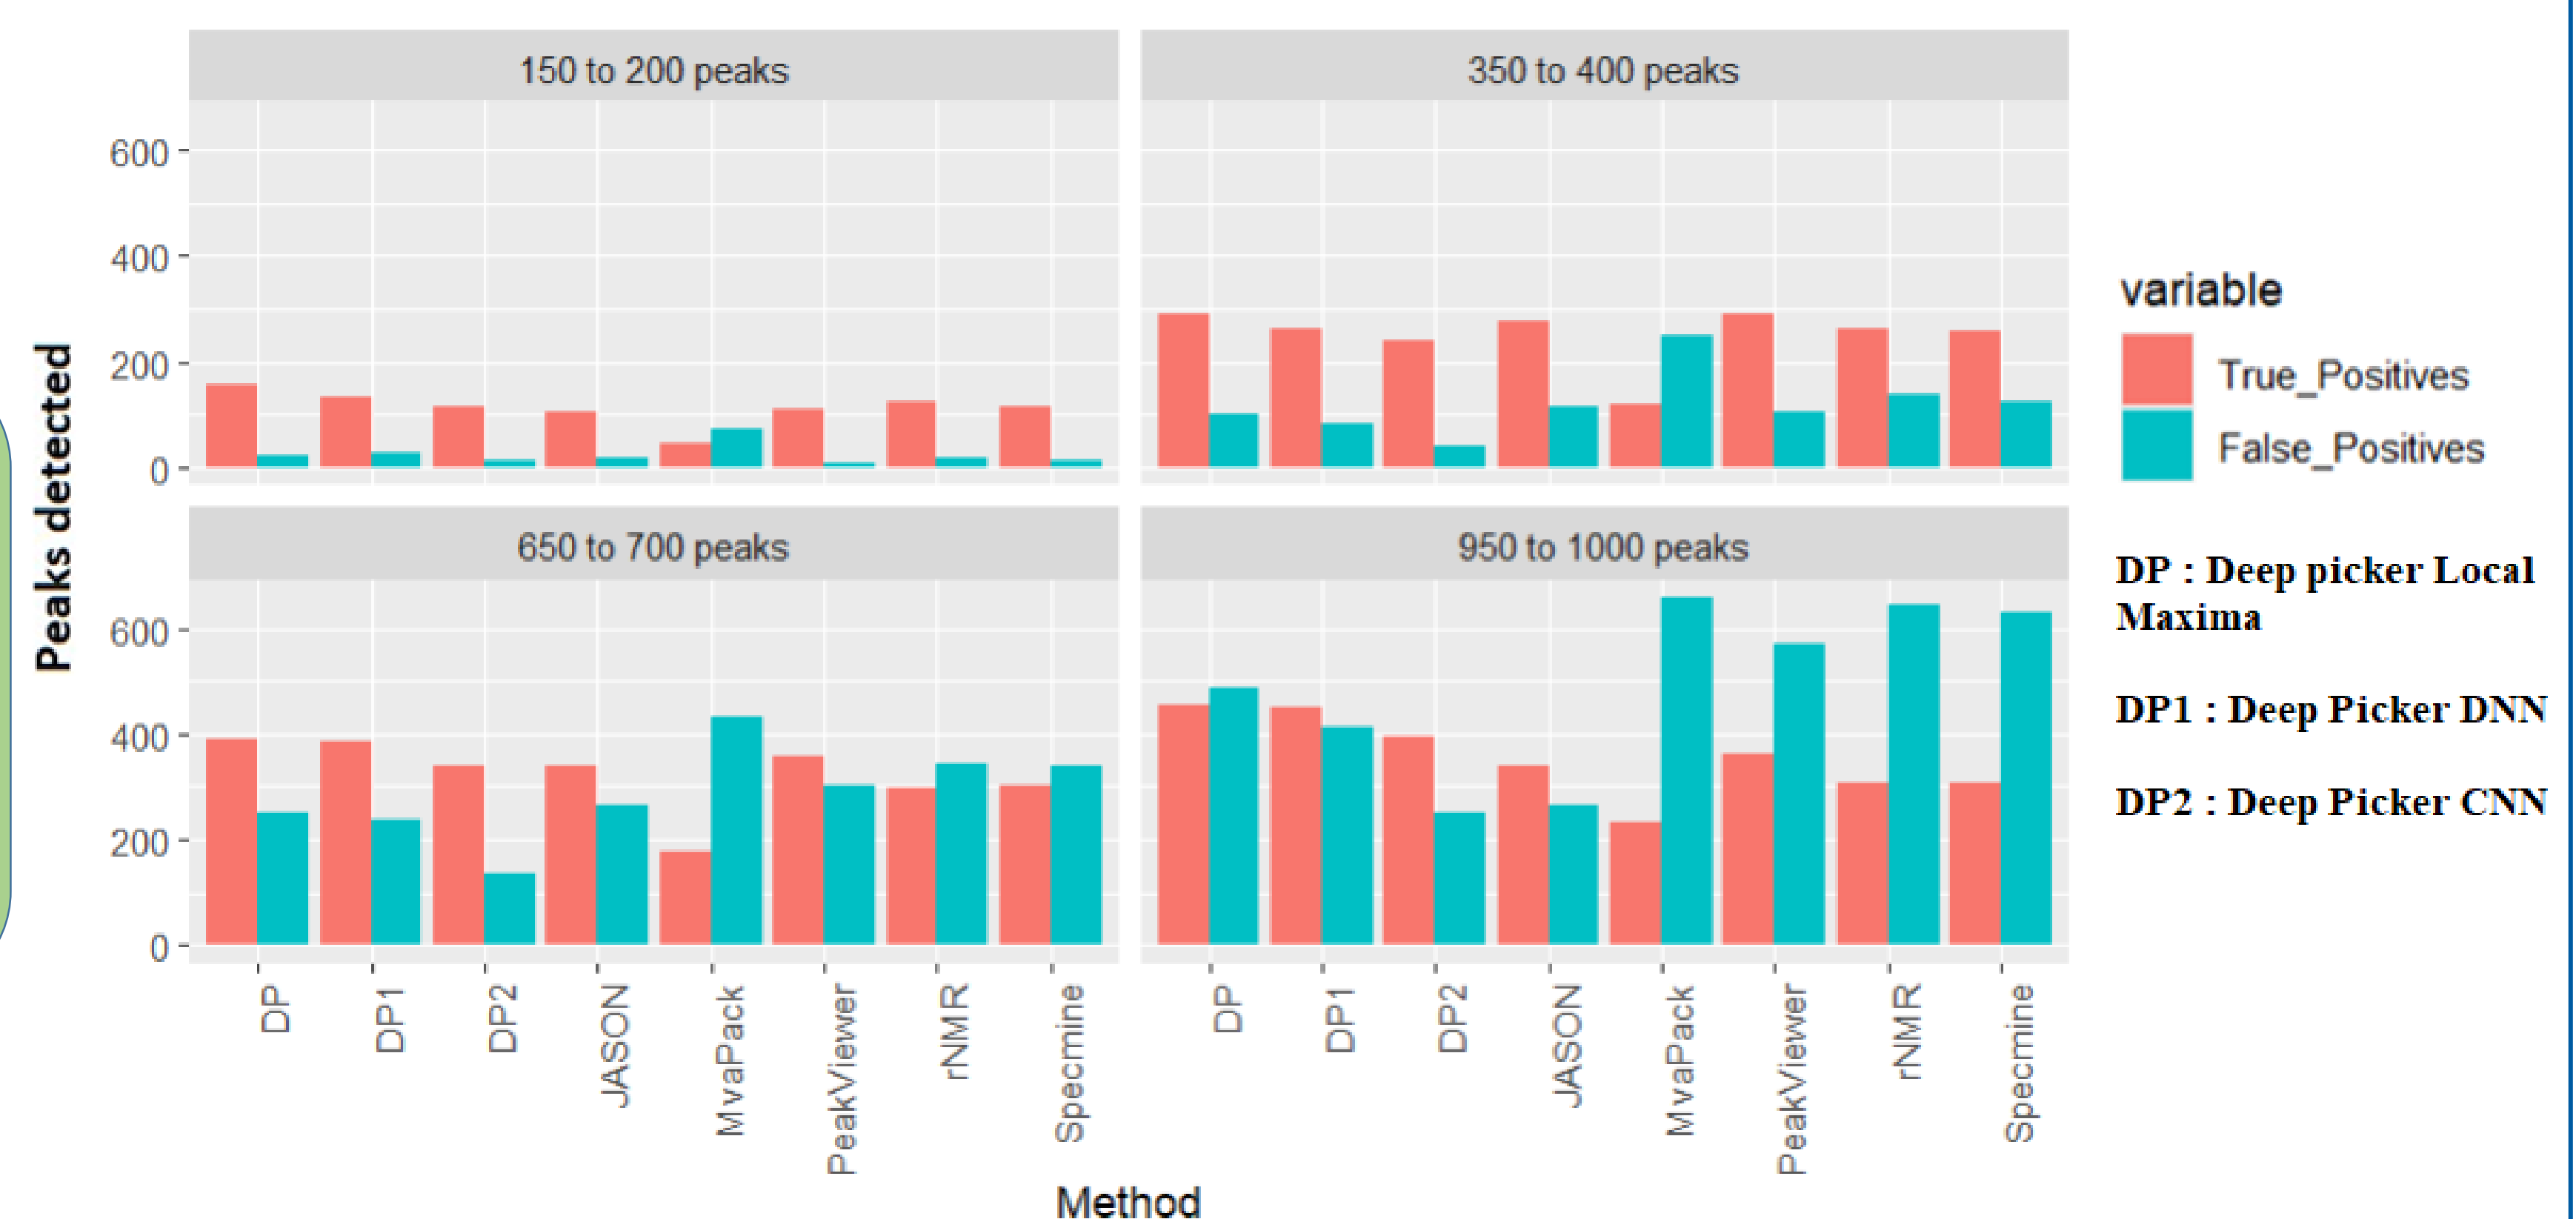 150 to 200 peaks
350 to 400 peaks
600
400
200
0
Peaks detected
650 to 700 peaks
950 to 1000 peaks
600
400
200
0
DP
DP1
DP2
JASON
MvaPack
PeakViewer
rNMR
Specmine
DP
DP1
DP2
JASON
MvaPack
PeakViewer
rNMR
Specmine
Method
variable
True_Positives
False_Positives
DP : Deep picker Local
Maxima
DP1 : Deep Picker DNN
DP2 : Deep Picker CNN